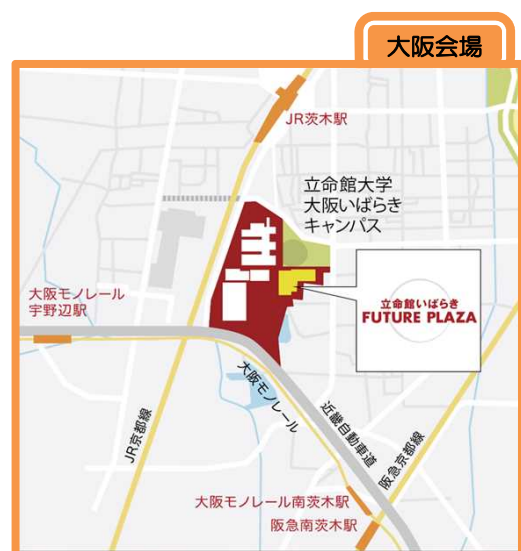 大阪会場
JR茨木駅
立命館大学
大阪いばらき
キャンパス
大阪モノレール
宇野辺駅
立命館いばらき
FUTURE PLAZA
大阪モノレール
近畿自動車道
JR京都線
阪急京都線
大阪モノレール南茨木駅
阪急南茨木駅